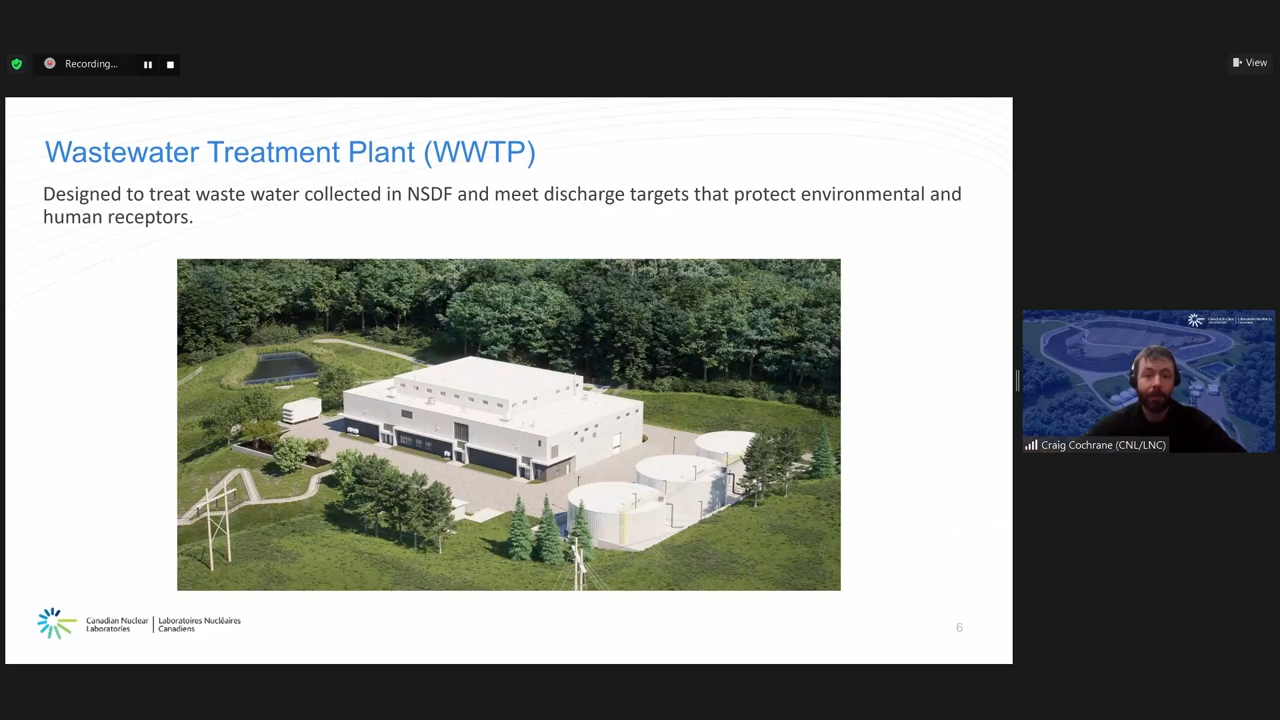 Recording...
View
Wastewater Treatment Plant (WWTP)
Designed to treat waste water collected in NSDF and meet discharge targets that protect environmental and
human receptors.
Craig Cochrane (CNL/LNC)
Canadian Nuclear | Laboratoires Nucléaires
Laboratories | Canadiens
6